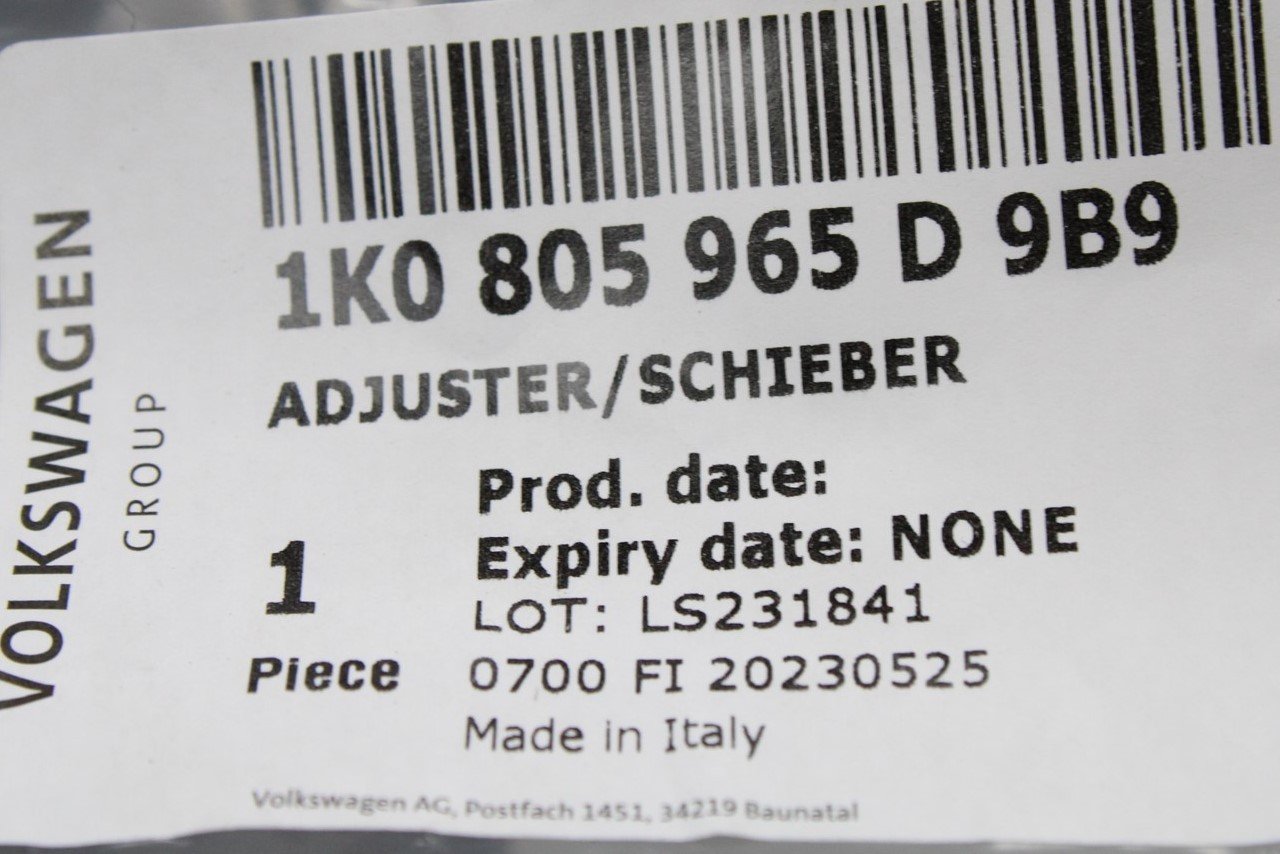 VOLKSWAGEN
GROUP
1K0 805 965 D 9B9
ADJUSTER/SCHIEBER
Prod. date:
Expiry date: NONE
1
Piece
LOT: LS231841
0700 FI 20230525
Made in Italy
Volkswagen AG, Postfach 1451, 34219 Baunatal